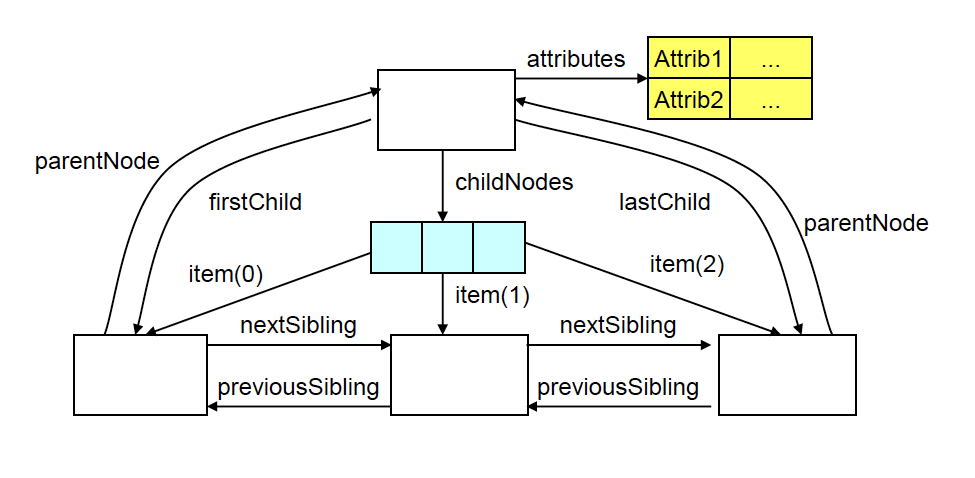 attributes
Attrib1 ...
Attrib2 ...
parentNode
childNodes
firstChild
lastChild
parentNode
item(0)
item(2)
item(1)
nextSibling
nextSibling
previousSibling
previousSibling